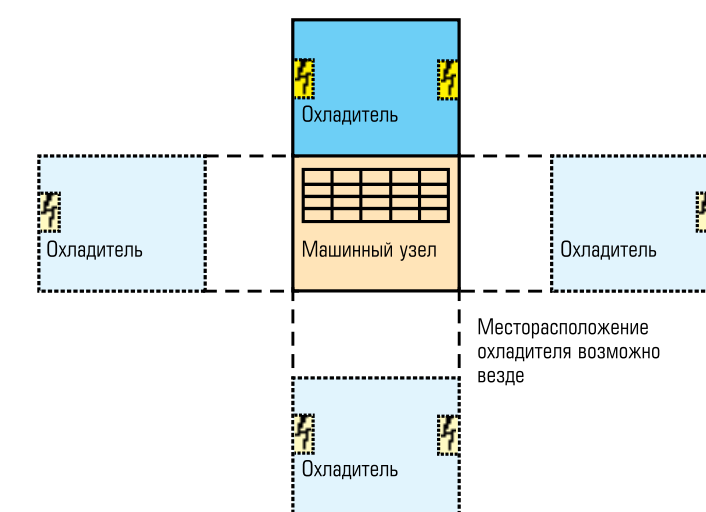 Охладитель
Охладитель
Машинный узел
Охладитель
Месторасположение
охладителя возможно
везде
Охладитель